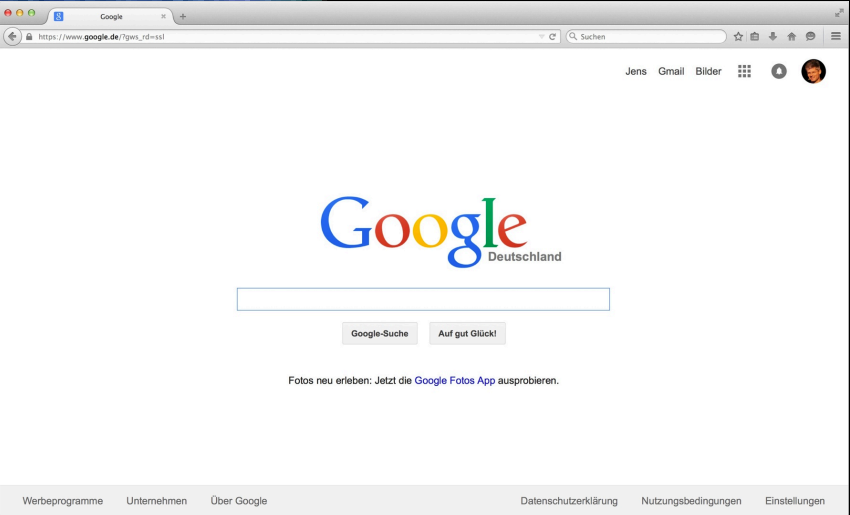 Google
https://www.google.de/?gws_rd=ssl
Suchen
Jens Gmail Bilder
Google
Deutschland
Google-Suche Auf gut Glück!
Fotos neu erleben: Jetzt die Google Fotos App ausprobieren.
Werbeprogramme Unternehmen Über Google Datenschutzerklärung Nutzungsbedingungen Einstellungen